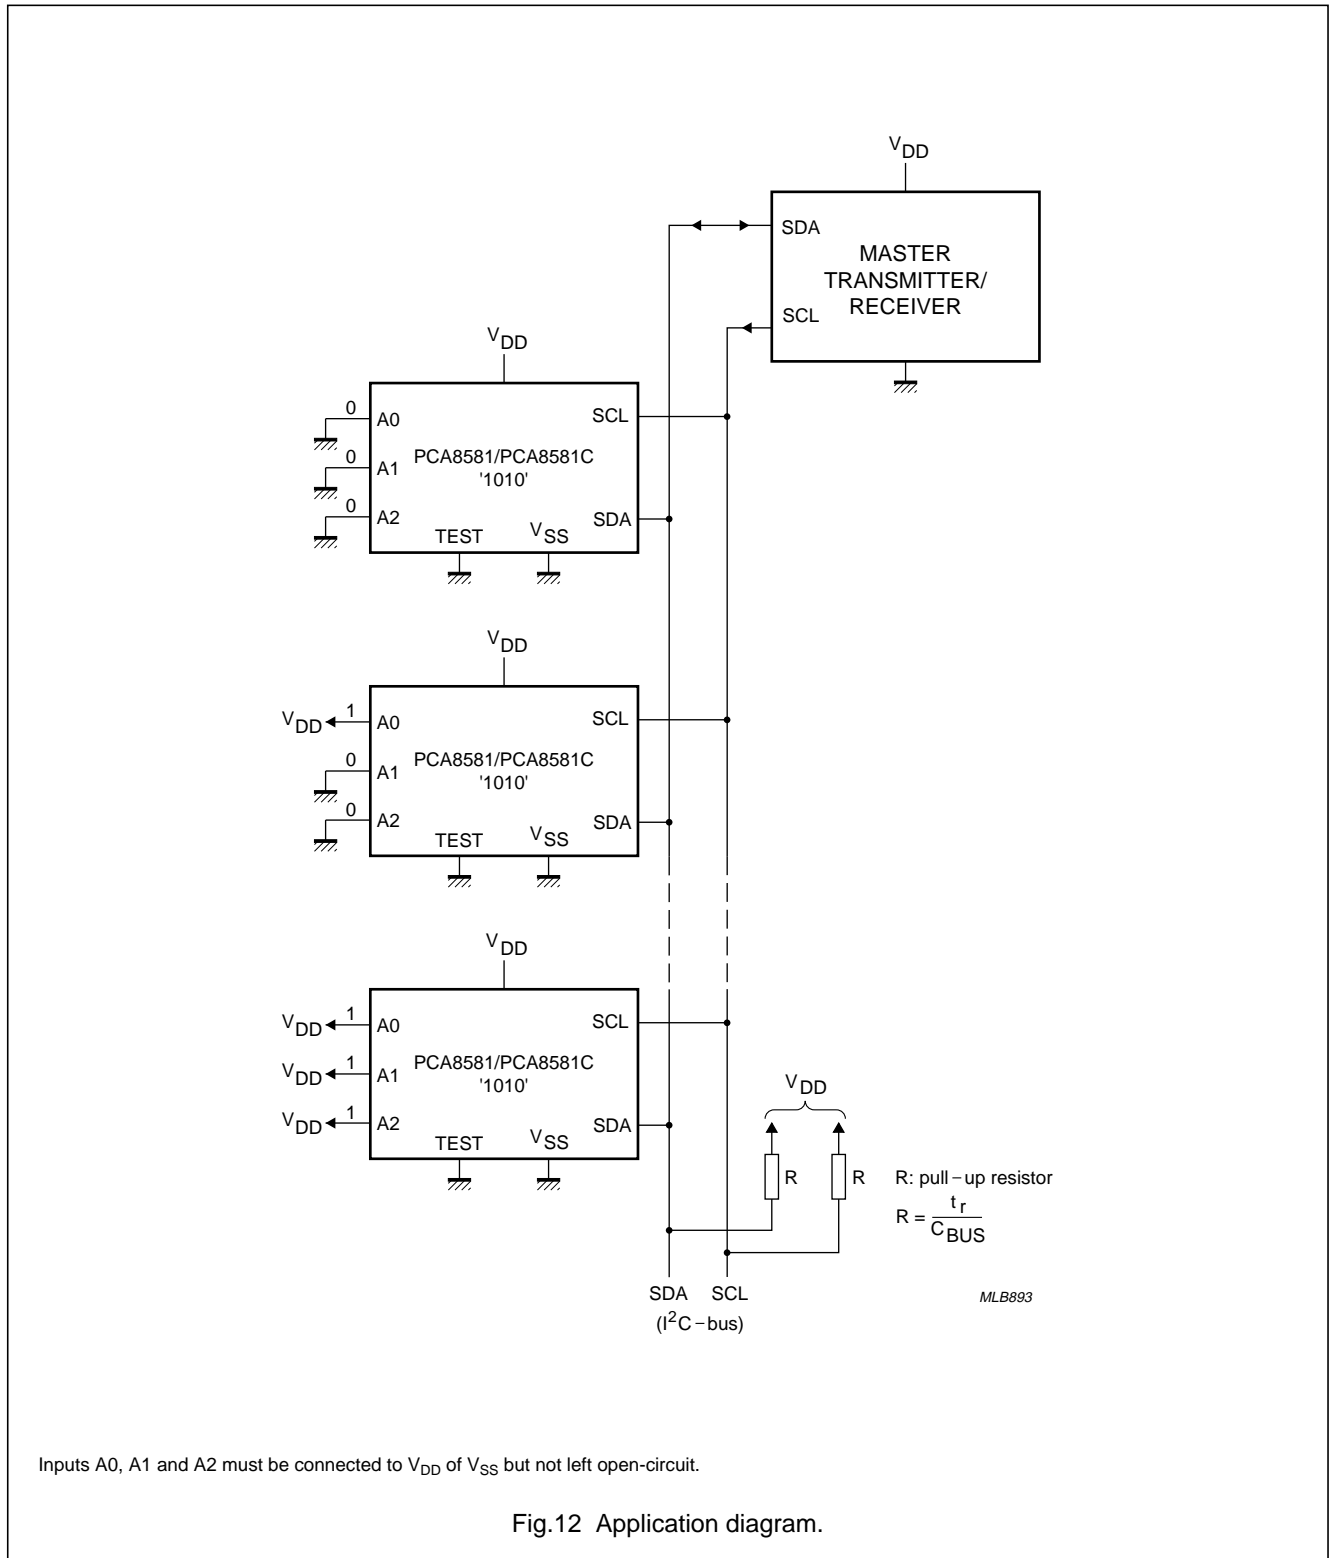 VDD
SDA
MASTER
TRANSMITTER/
RECEIVER
SCL
VDD
0
A0
SCL
0
A1
PCA8581/PCA8581C
'1010'
0
A2
TEST
VSS
SDA
VDD
VDD
1
A0
SCL
0
A1
PCA8581/PCA8581C
'1010'
0
A2
TEST
VSS
SDA
VDD
VDD
1
A0
SCL
VDD
1
A1
PCA8581/PCA8581C
'1010'
VDD
1
A2
TEST
VSS
SDA
VDD
R
R
R: pull–up resistor
R = tr / CBUS
SDA SCL
(I²C–bus)
MLB893
Inputs A0, A1 and A2 must be connected to VDD of VSS but not left open-circuit.
Fig.12 Application diagram.